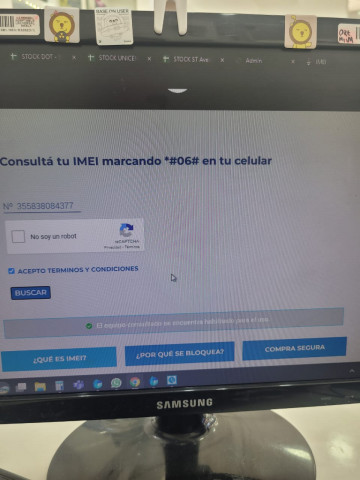 STOCK DOT -
STOCK UNICE
STOCK ST Ave
Admin
IMEI
Consultá tu IMEI marcando *#06# en tu celular
Nº 355838084377
No soy un robot
reCAPTCHA
Privacidad - Términos
ACEPTO TERMINOS Y CONDICIONES
BUSCAR
El equipo consultado se encuentra habilitado para el uso
¿QUÉ ES IMEI?
¿POR QUÉ SE BLOQUEA?
COMPRA SEGURA
SAMSUNG